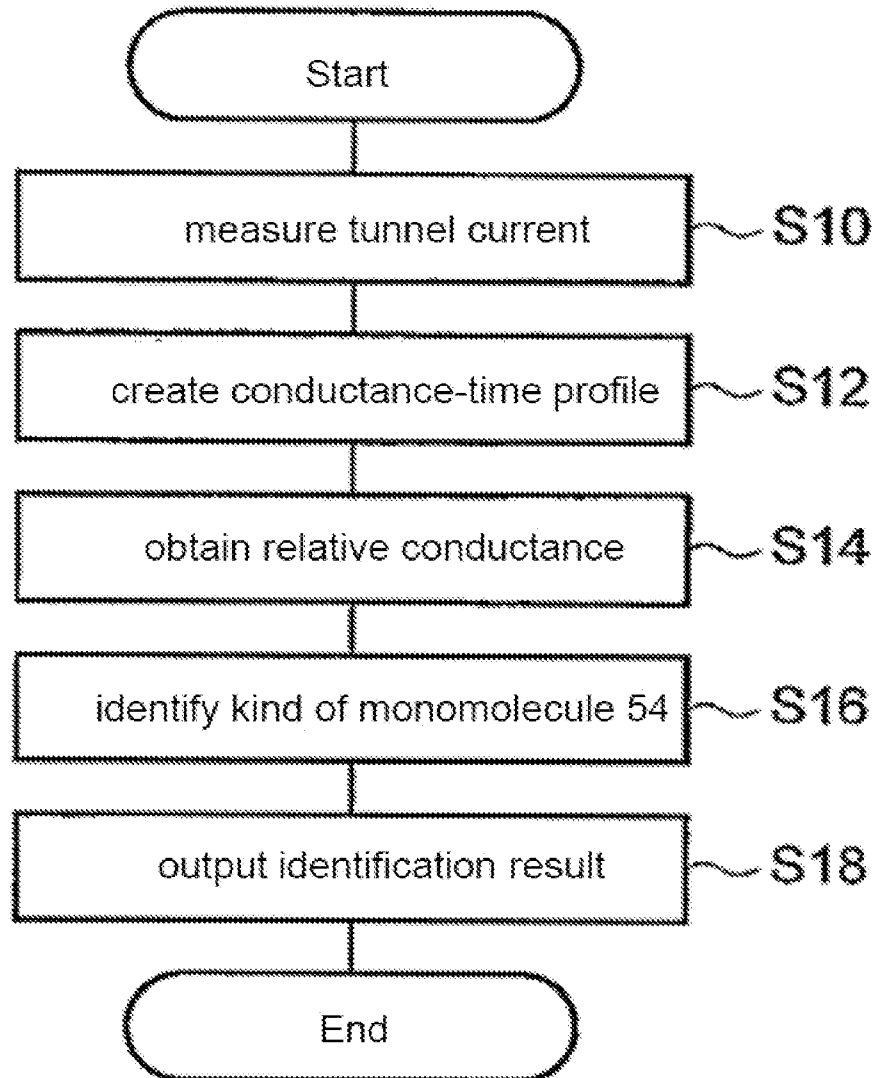 Start
measure tunnel current
S10
create conductance-time profile
S12
obtain relative conductance
S14
identify kind of monomolecule 54
S16
output identification result
S18
End